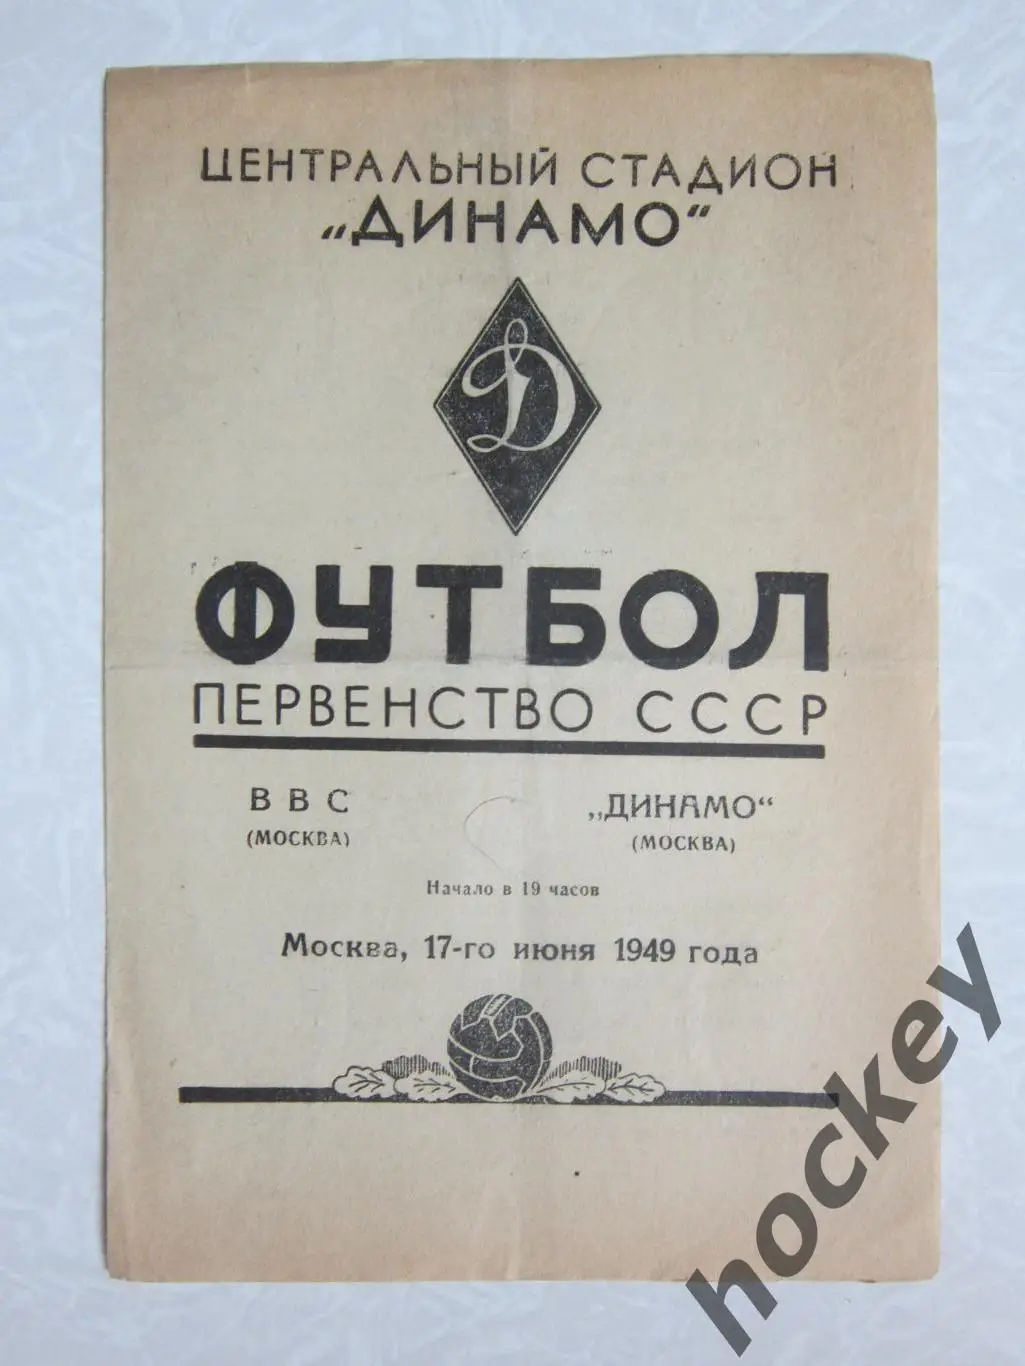 ЦЕНТРАЛЬНЫЙ СТАДИОН
„ДИНАМО“
Д
ФУТБОЛ
ПЕРВЕНСТВО СССР
ВВС „ДИНАМО“
(МОСКВА) (МОСКВА)
Начало в 19 часов
Москва, 17-го июня 1949 года
hockey